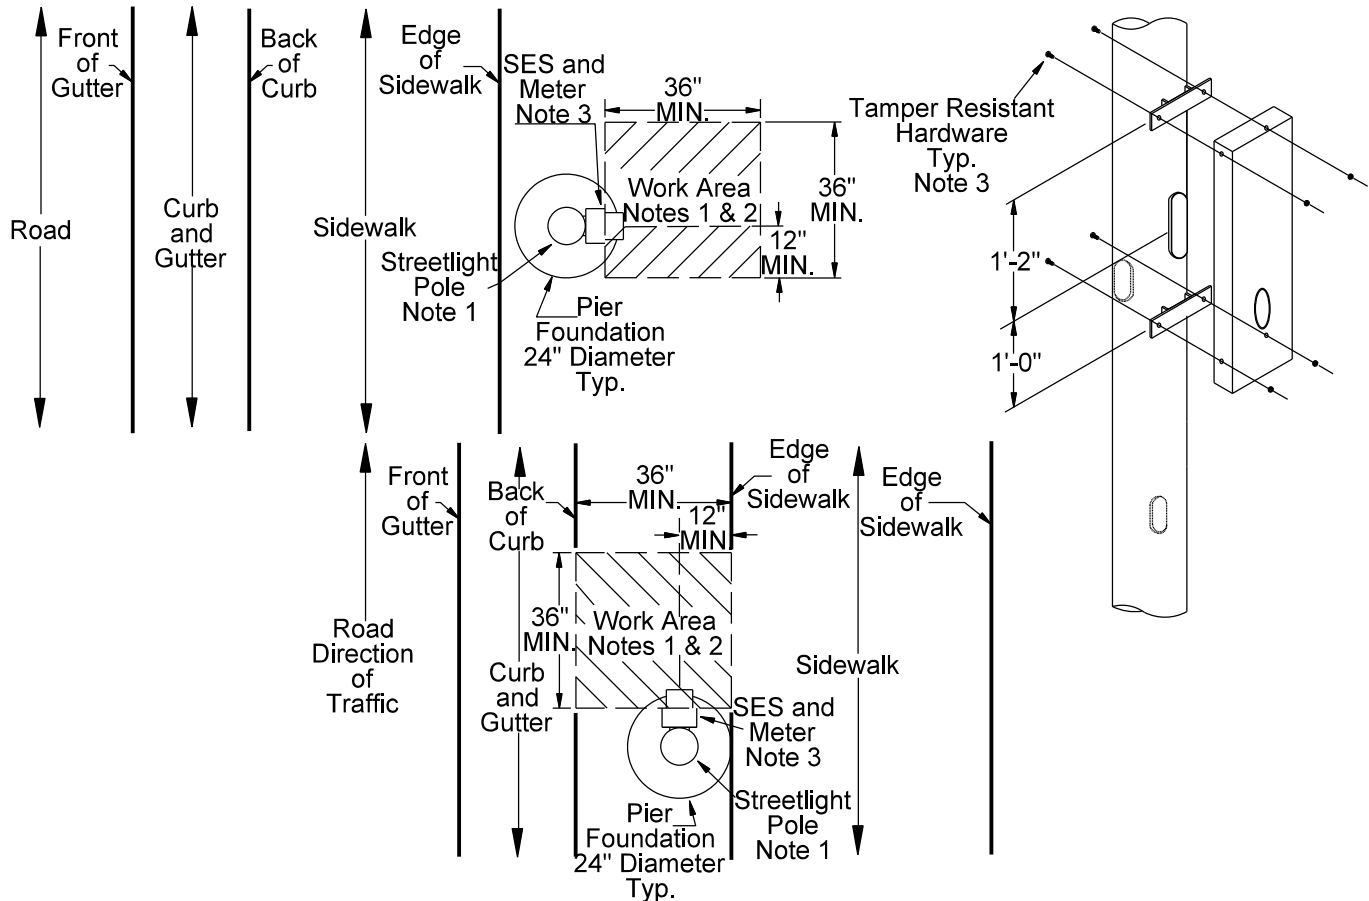 Front
of
Gutter
Back
of
Curb
Edge
of
Sidewalk
SES and
Meter
Note 3
36"
MIN.
Work Area
Notes 1 & 2
36"
MIN.
12"
MIN.
Road
Curb
and
Gutter
Sidewalk
Streetlight
Pole
Note 1
Pier
Foundation
24" Diameter
Typ.
Tamper Resistant
Hardware
Typ.
Note 3
1'-2"
1'-0"
Front
of
Gutter
Back
of
Curb
36"
MIN.
12"
MIN.
Edge
of
Sidewalk
Edge
of
Sidewalk
36"
MIN.
Work Area
Notes 1 & 2
Road
Direction
of
Traffic
Curb
and
Gutter
Sidewalk
SES and
Meter
Note 3
Streetlight
Pole
Note 1
Pier
Foundation
24" Diameter
Typ.